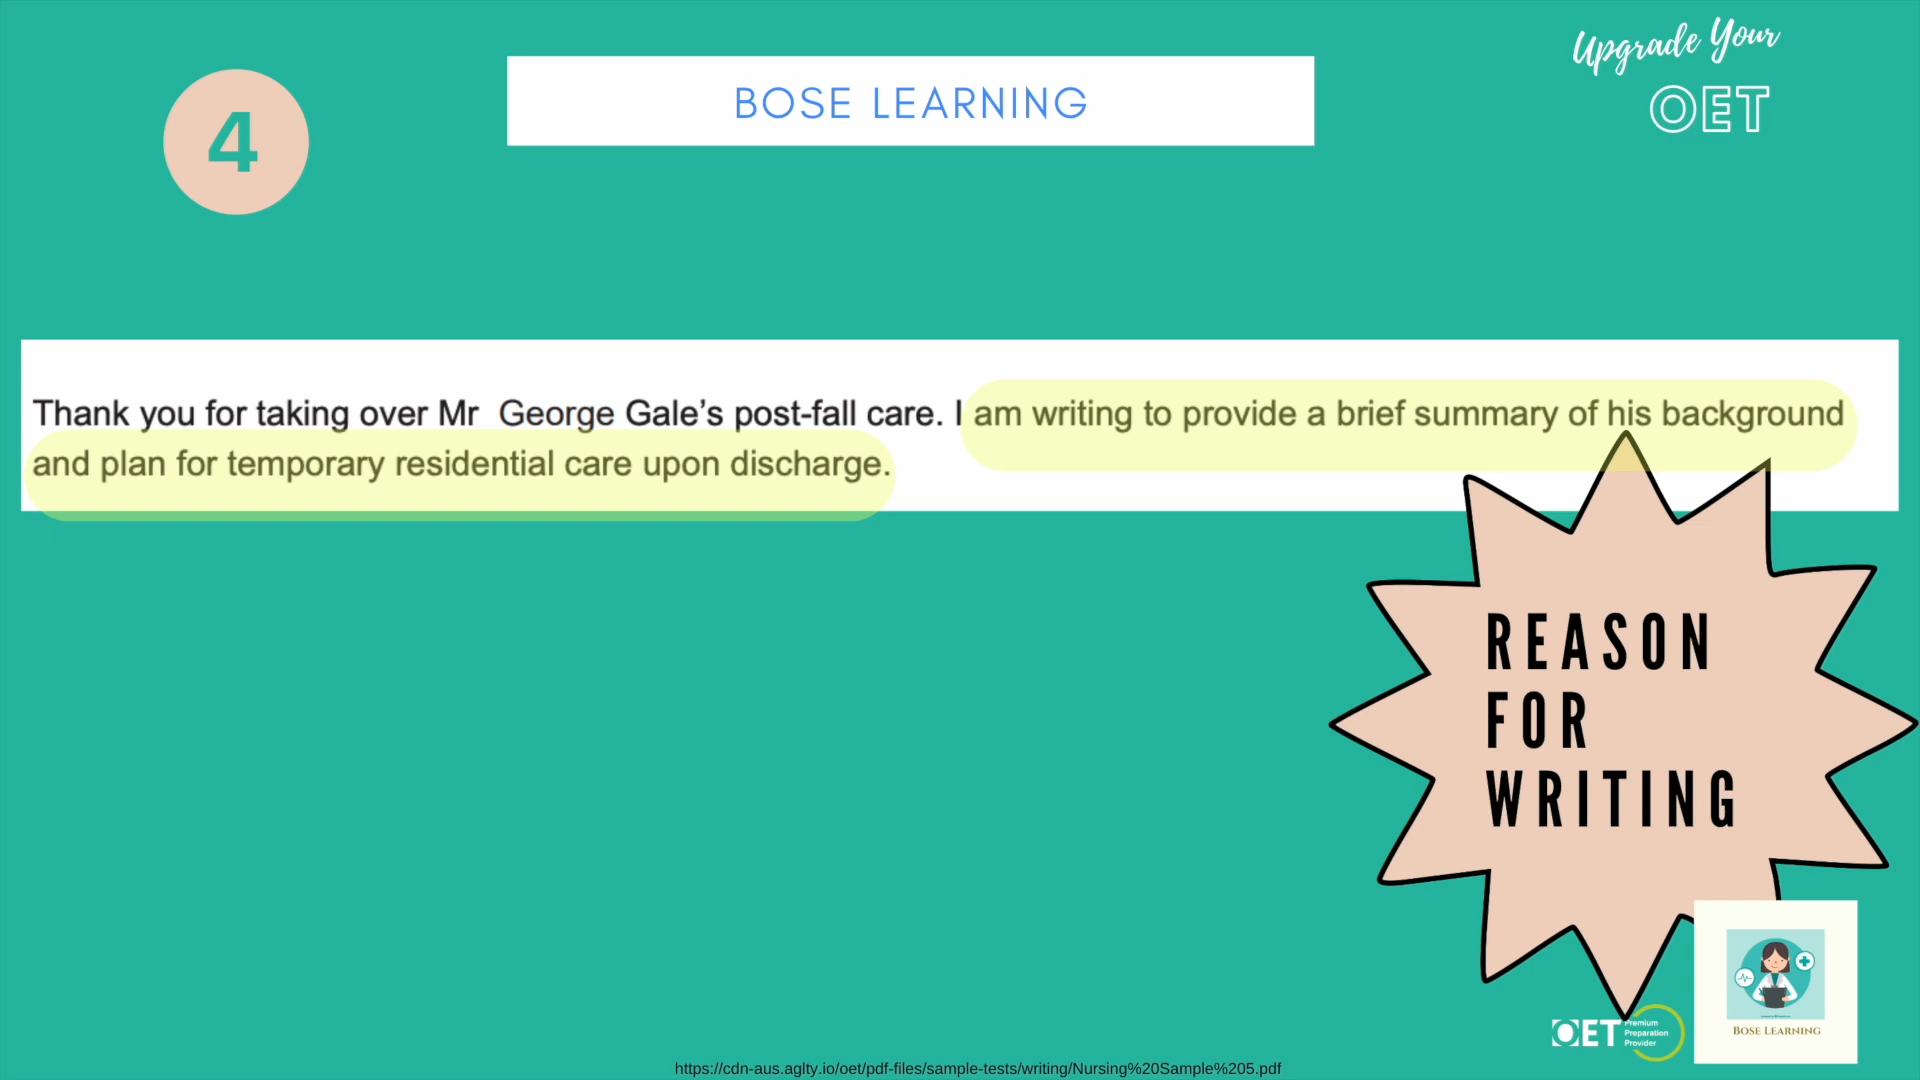 Upgrade Your
OET
4
BOSE LEARNING
Thank you for taking over Mr George Gale’s post-fall care. I am writing to provide a brief summary of his background
and plan for temporary residential care upon discharge.
REASON
FOR
WRITING
OET Premium
Preparation
Provider
BOSE LEARNING
https://cdn-aus.aglty.io/oet/pdf-files/sample-tests/writing/Nursing%20Sample%205.pdf